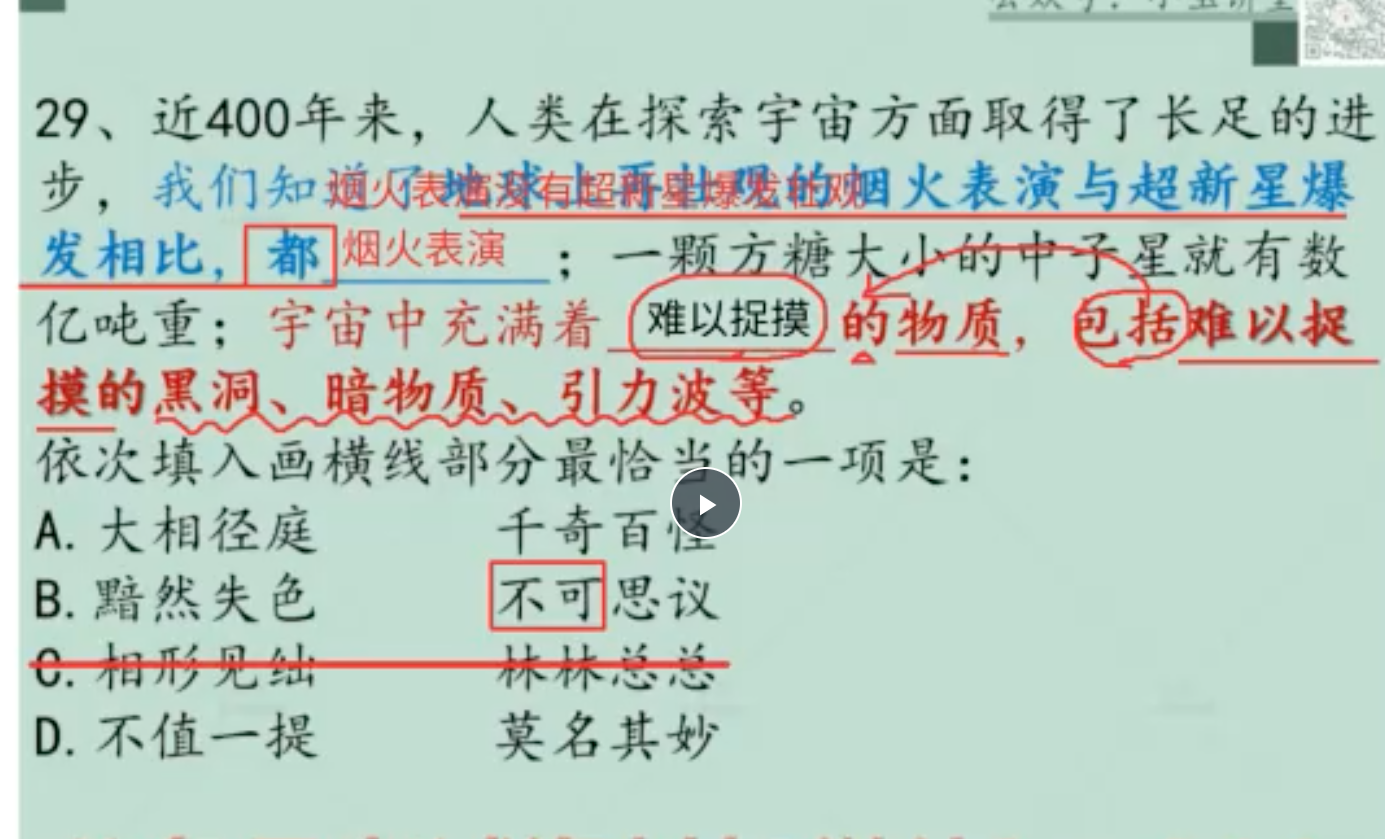 29、近400年来，人类在探索宇宙方面取得了长足的进
步，我们知道了地球上再壮观的烟火表演与超新星爆
烟火表演没有超新星爆发壮观
发相比，都烟火表演；一颗方糖大小的中子星就有数
亿吨重；宇宙中充满着 难以捉摸 的物质，包括难以捉
摸的黑洞、暗物质、引力波等。
依次填入画横线部分最恰当的一项是：
A. 大相径庭 千奇百怪
B. 黯然失色 不可思议
C. 相形见绌 林林总总
D. 不值一提 莫名其妙